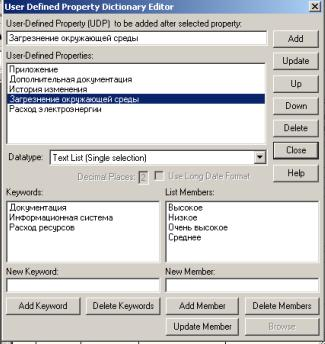 User Defined Property Dictionary Editor
User-Defined Property (UDP) to be added after selected property:
Загрезнение окружающей среды
Add
User-Defined Properties:
Приложение
Дополнительная документация
История изменения
Загрезнение окружающей среды
Расход электроэнергии
Update
Up
Down
Delete
Close
Help
Datatype: Text List (Single selection)
Decimal Places: 2 Use Long Date Format
Keywords:
Документация
Информационная система
Расход ресурсов
List Members:
Высокое
Низкое
Очень высокое
Среднее
New Keyword:
New Member:
Add Keyword
Delete Keywords
Add Member
Delete Members
Update Member
Browse